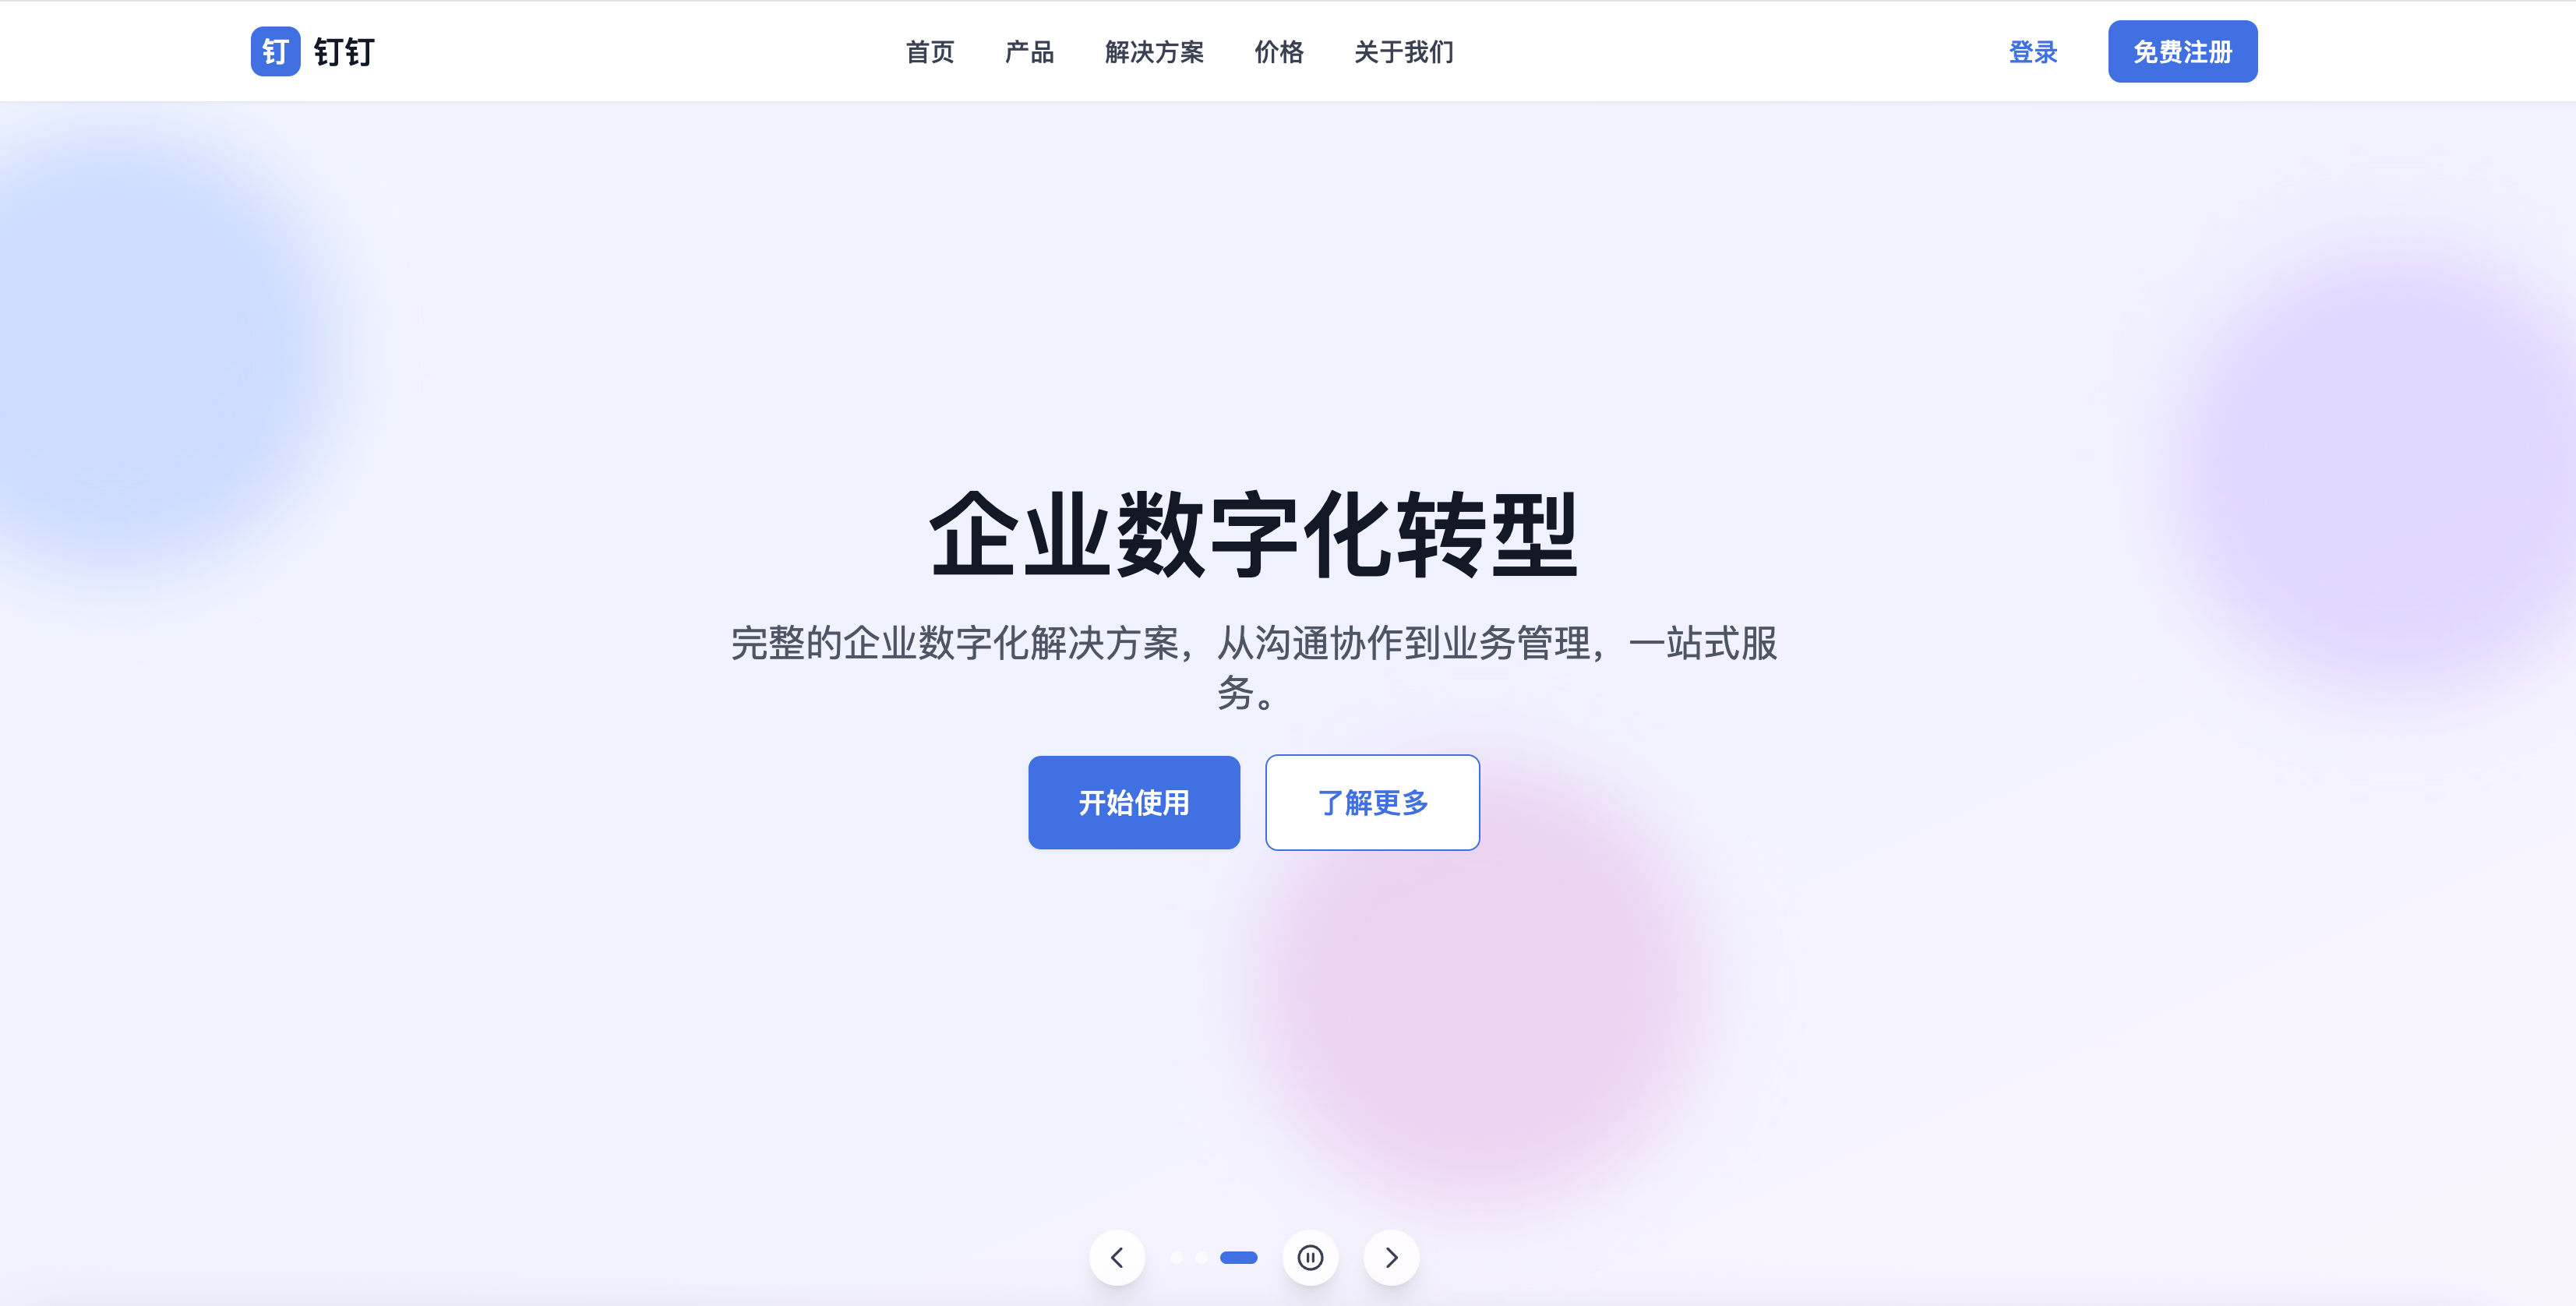 钉 钉钉
首页 产品 解决方案 价格 关于我们
登录 免费注册
企业数字化转型
完整的企业数字化解决方案，从沟通协作到业务管理，一站式服
务。
开始使用 了解更多